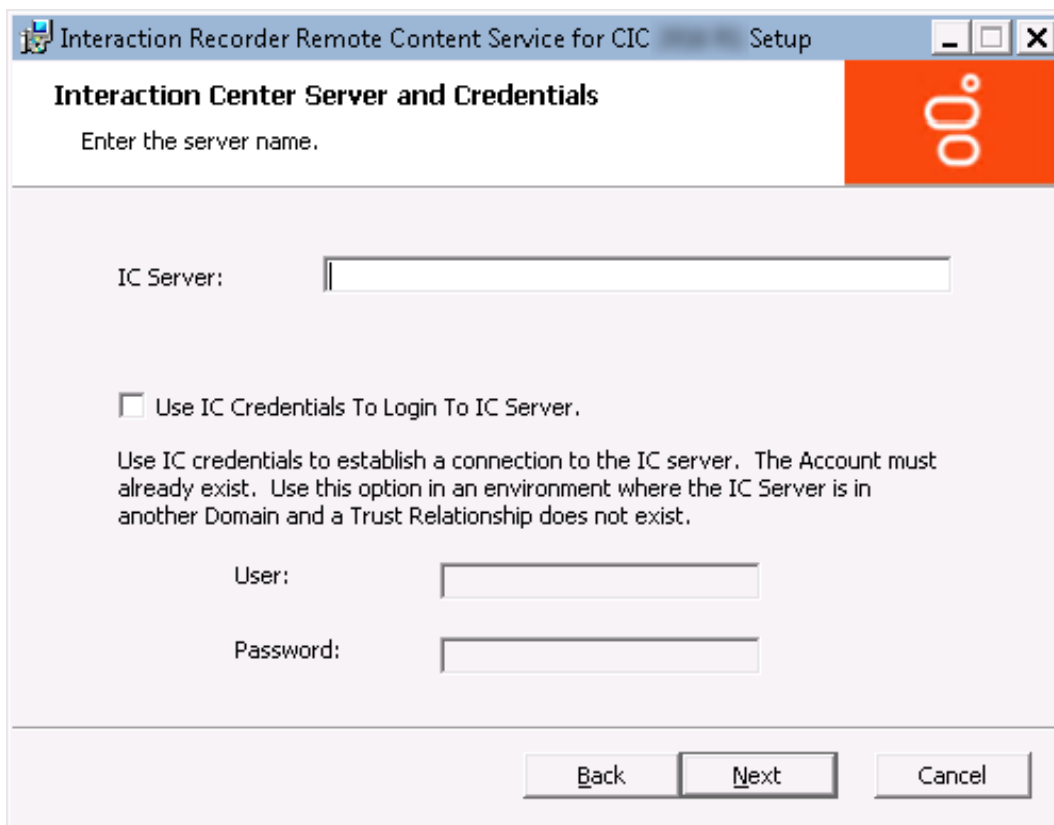 Interaction Recorder Remote Content Service for CIC Setup
Interaction Center Server and Credentials
Enter the server name.
IC Server:
Use IC Credentials To Login To IC Server.
Use IC credentials to establish a connection to the IC server. The Account must
already exist. Use this option in an environment where the IC Server is in
another Domain and a Trust Relationship does not exist.
User:
Password:
Back Next Cancel